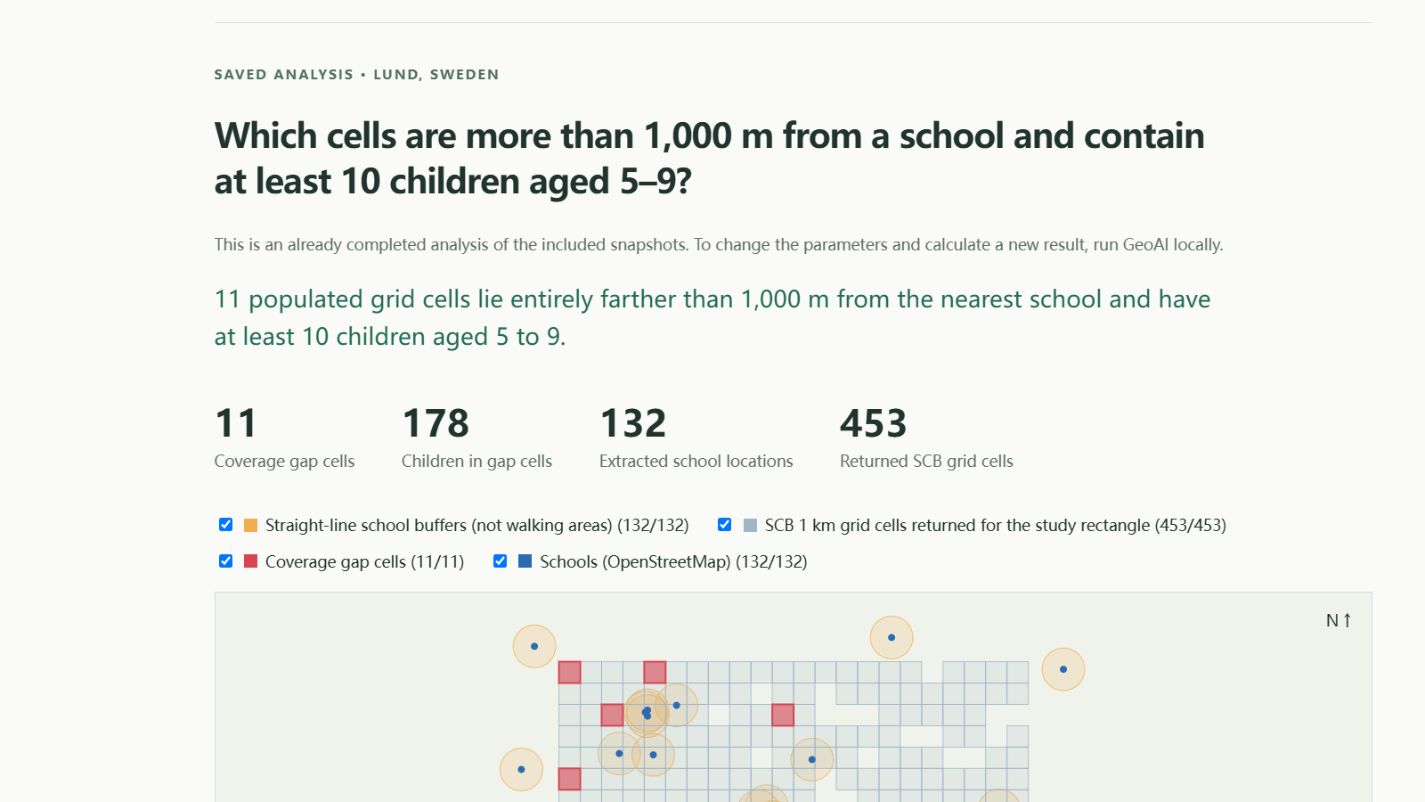 SAVED ANALYSIS • LUND, SWEDEN
Which cells are more than 1,000 m from a school and contain
at least 10 children aged 5–9?
This is an already completed analysis of the included snapshots. To change the parameters and calculate a new result, run GeoAI locally.
11 populated grid cells lie entirely farther than 1,000 m from the nearest school and have
at least 10 children aged 5 to 9.
11 178 132 453
Coverage gap cells Children in gap cells Extracted school locations Returned SCB grid cells
Straight-line school buffers (not walking areas) (132/132) SCB 1 km grid cells returned for the study rectangle (453/453)
Coverage gap cells (11/11) Schools (OpenStreetMap) (132/132)
N ↑